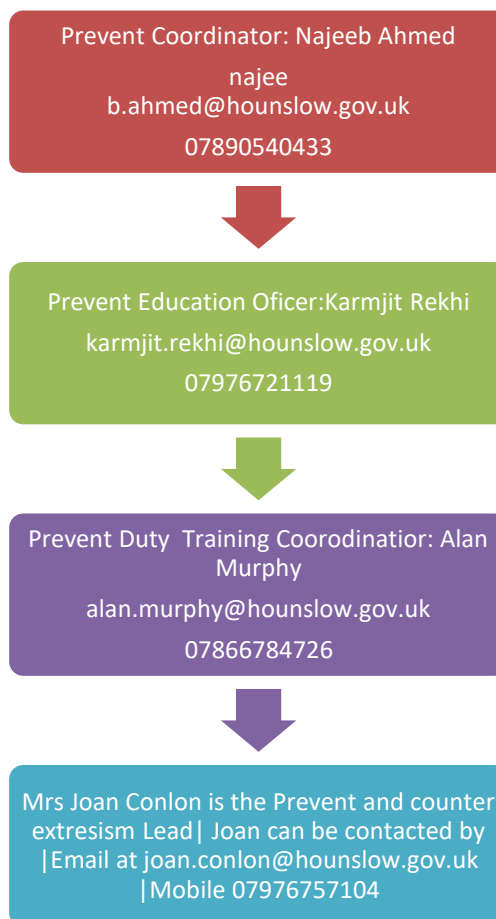 Prevent Coordinator: Najeeb Ahmed
najee
b.ahmed@hounslow.gov.uk
07890540433
Prevent Education Oficer:Karmjit Rekhi
karmjit.rekhi@hounslow.gov.uk
07976721119
Prevent Duty  Training Coorodinatior: Alan
Murphy
alan.murphy@hounslow.gov.uk
07866784726
Mrs Joan Conlon is the Prevent and counter
extresism Lead| Joan can be contacted by
|Email at joan.conlon@hounslow.gov.uk
|Mobile 07976757104